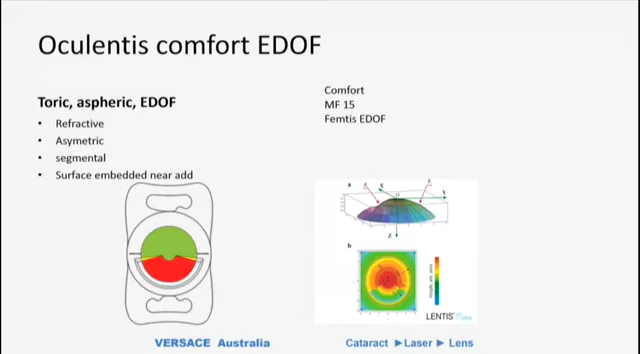 Oculentis comfort EDOF
Toric, aspheric, EDOF
• Refractive
• Asymetric
• segmental
• Surface embedded near add
Comfort
MF 15
Femtis EDOF
a
X
Y
Z
b
LENTIS
VERSACE Australia
Cataract ►Laser ► Lens